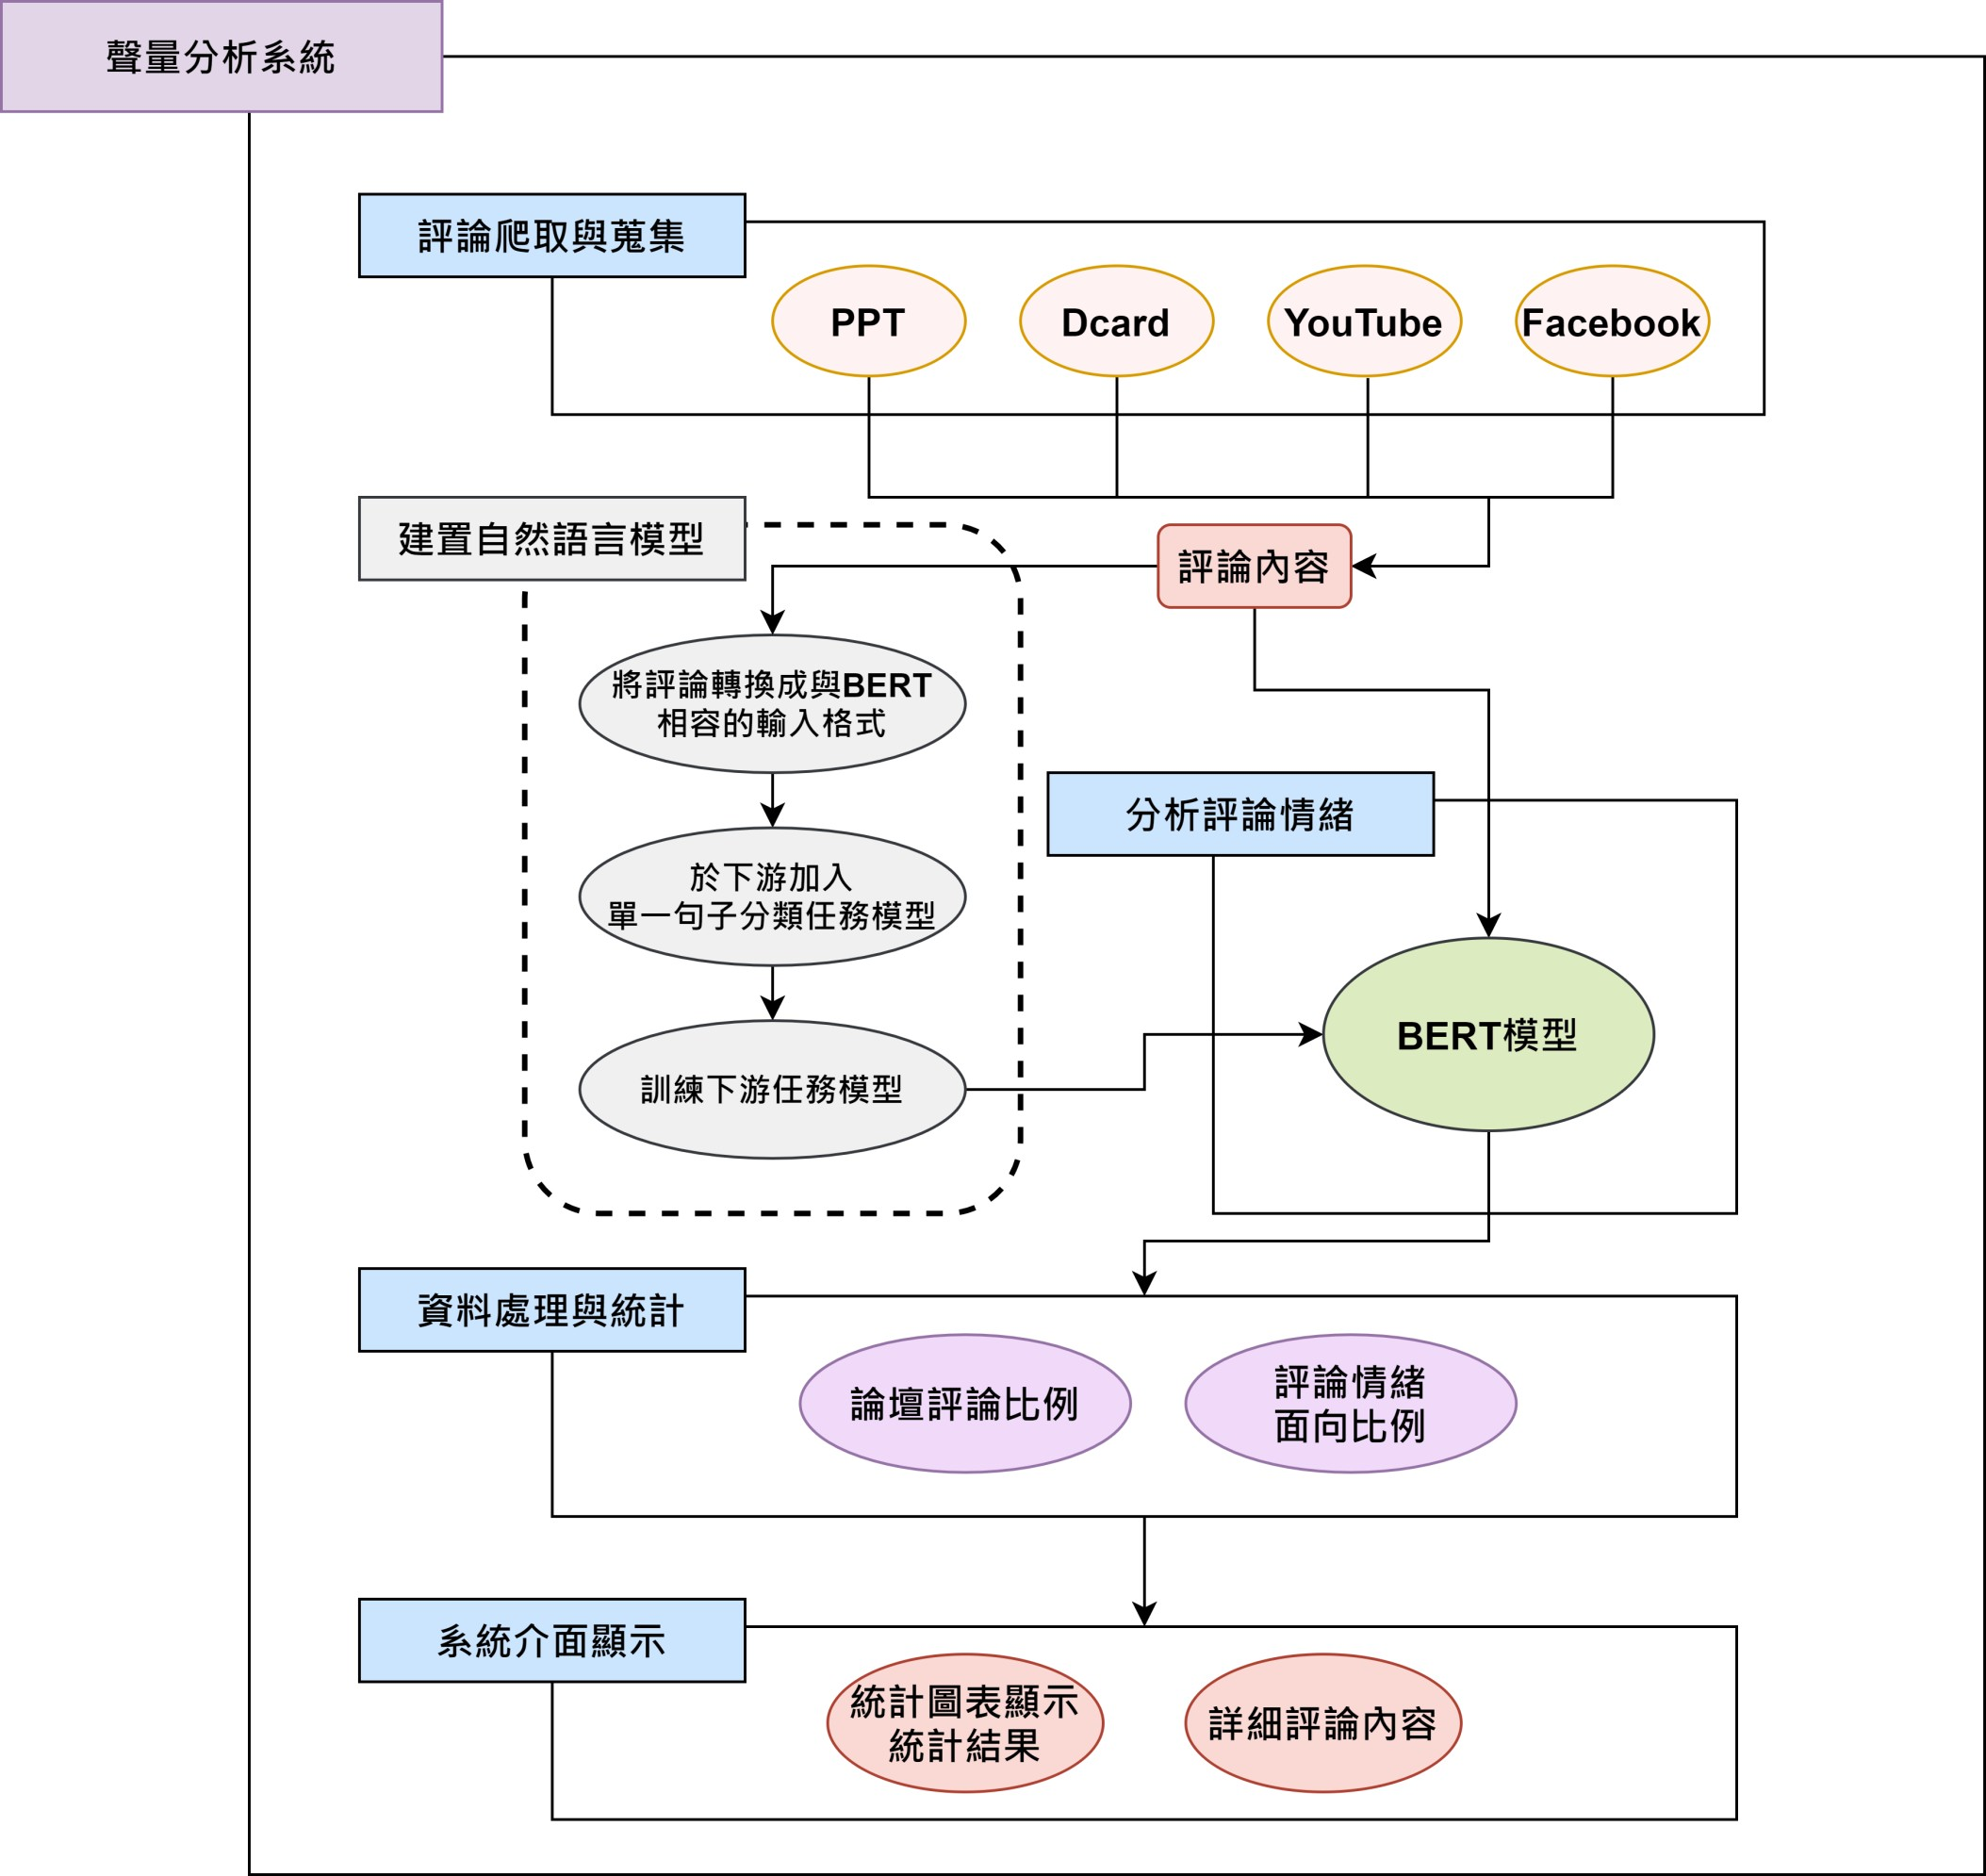 聲量分析系統
評論爬取與蒐集
PPT
Dcard
YouTube
Facebook
建置自然語言模型
評論內容
將評論轉換成與BERT
相容的輸入格式
分析評論情緒
於下游加入
單一句子分類任務模型
BERT模型
訓練下游任務模型
資料處理與統計
論壇評論比例
評論情緒
面向比例
系統介面顯示
統計圖表顯示
統計結果
詳細評論內容